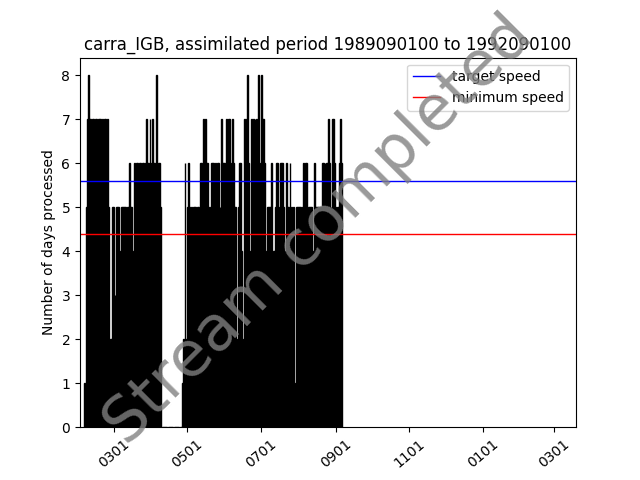 carra_IGB, assimilated period 1989090100 to 1992090100
target speed
minimum speed
Number of days processed
8
7
6
5
4
3
2
1
0
0301 0501 0701 0901 1101 0101 0301
Stream completed